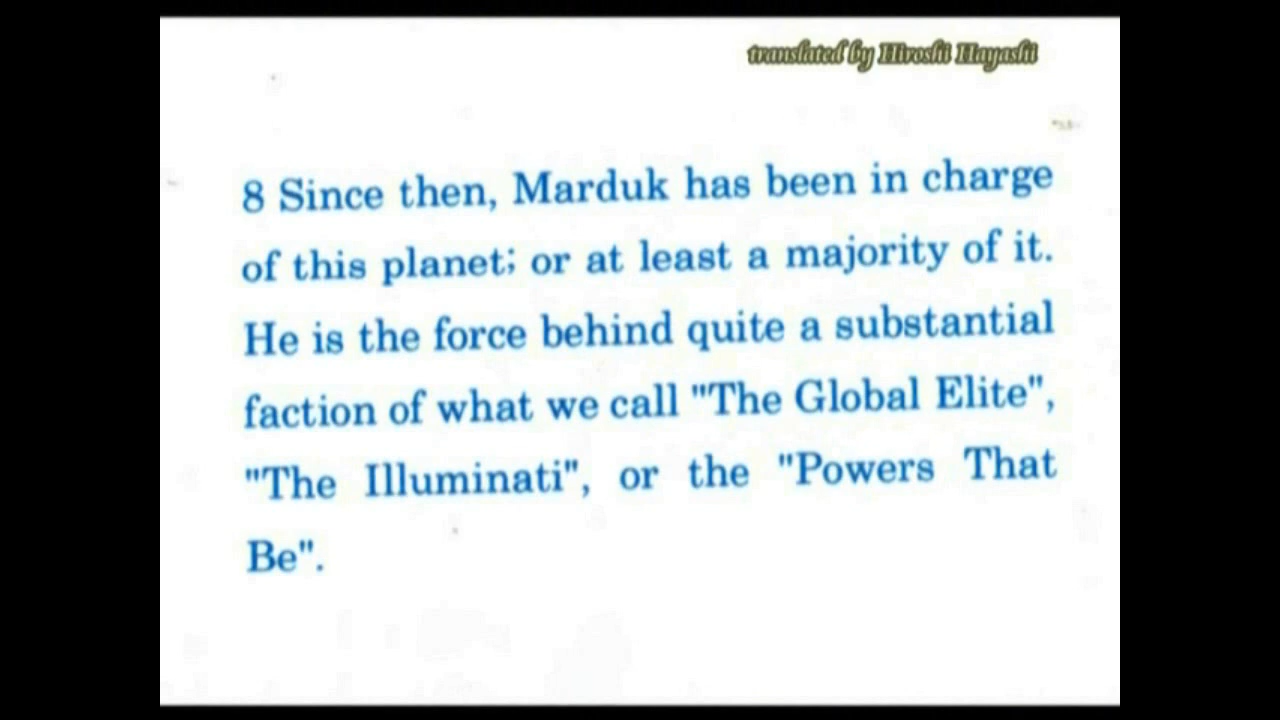 translated by Hiroshi Hayashi
8 Since then, Marduk has been in charge
of this planet; or at least a majority of it.
He is the force behind quite a substantial
faction of what we call "The Global Elite",
"The Illuminati", or the "Powers That
Be".